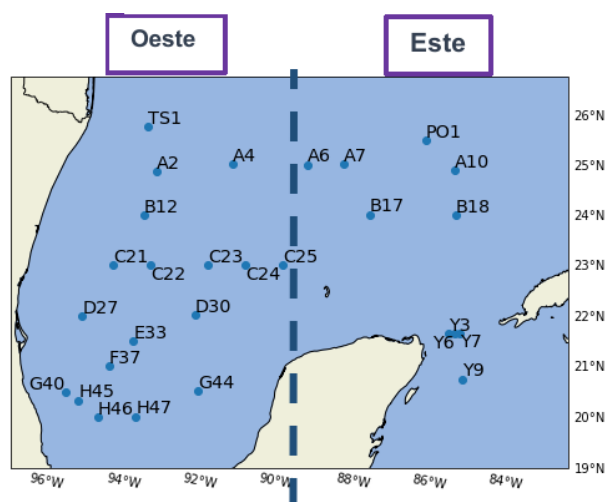 Oeste
Este
TS1
PO1
A2
A4
A6
A7
A10
B12
B17
B18
C21
C22
C23
C24
C25
D27
D30
E33
F37
G40
G44
H45
H46
H47
Y3
Y6
Y7
Y9
26°N
25°N
24°N
23°N
22°N
21°N
20°N
19°N
96°W
94°W
92°W
90°W
88°W
86°W
84°W